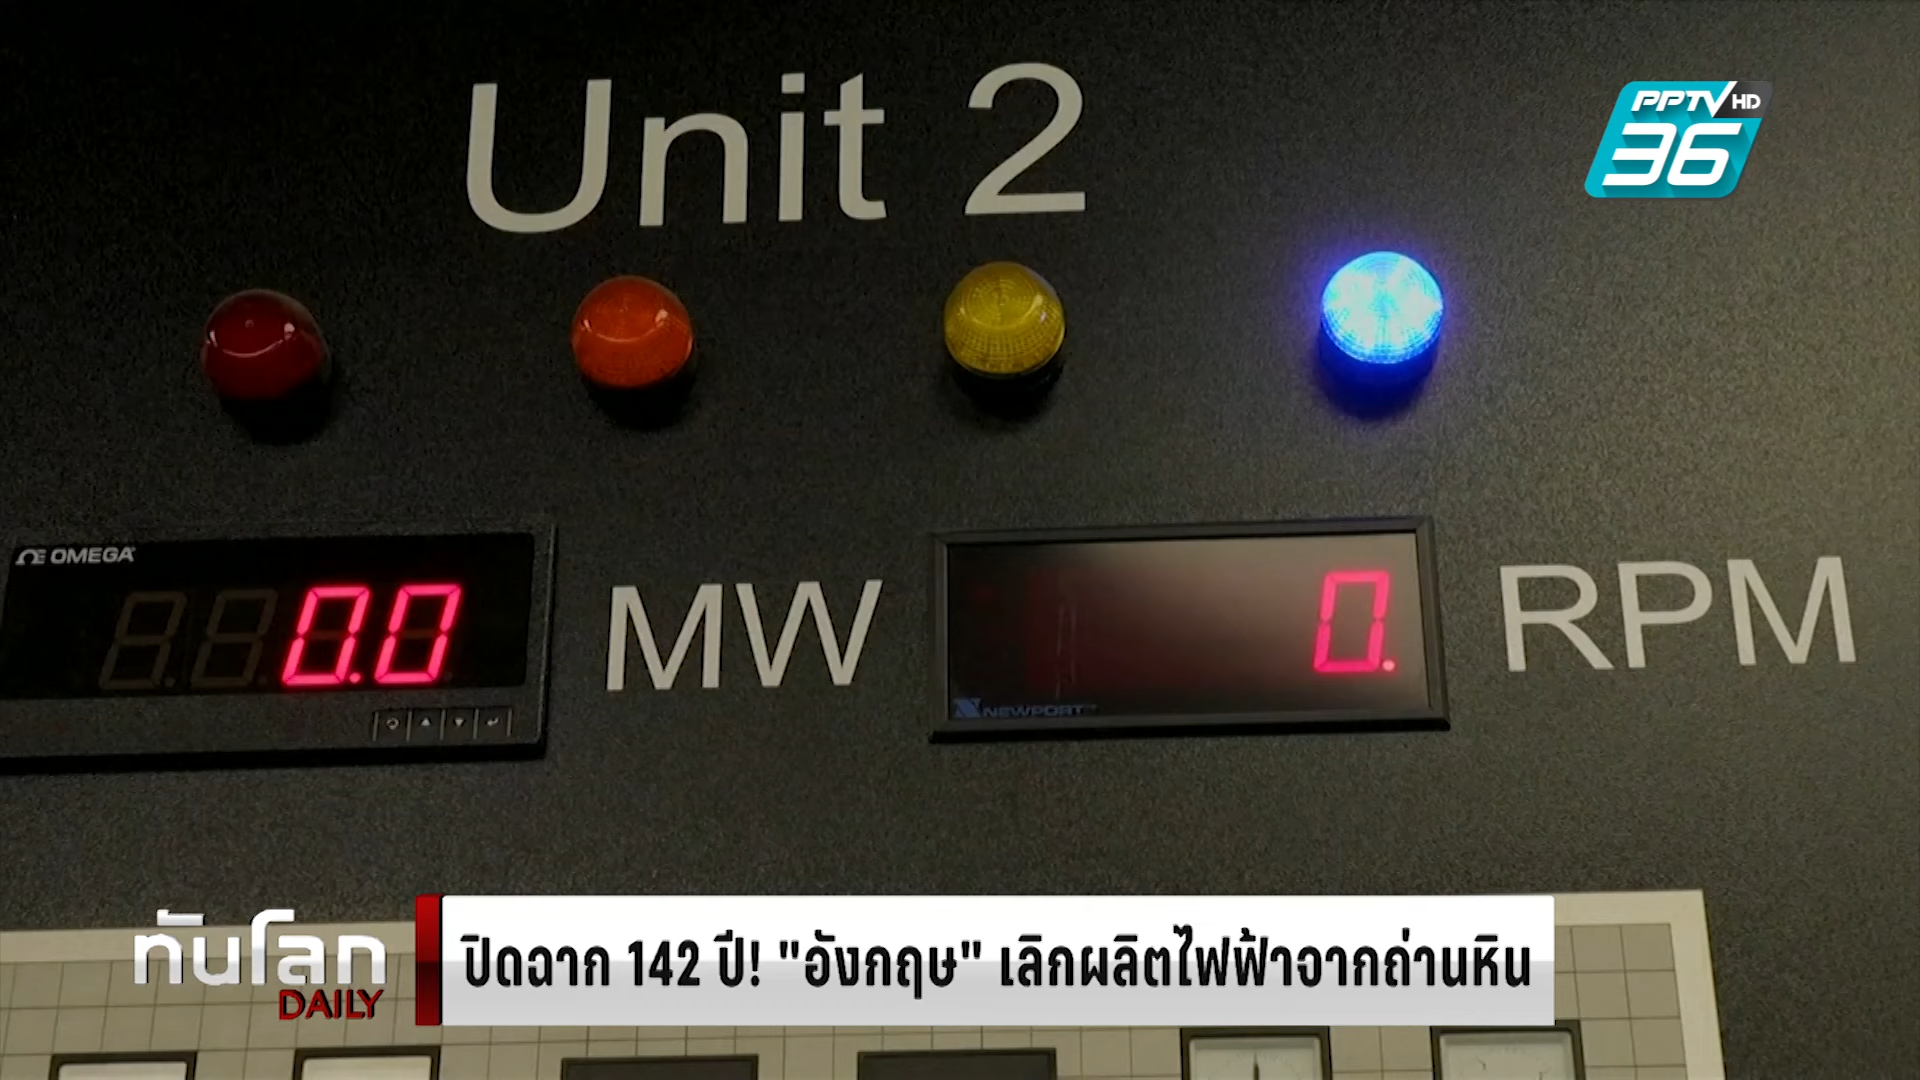 Unit 2
PPTV HD
36
OMEGA
0.0
MW
0.
RPM
NEWPORT
ทันโลก
DAILY
ปิดฉาก 142 ปี! "อังกฤษ" เลิกผลิตไฟฟ้าจากถ่านหิน